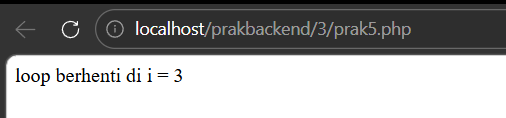 localhost/prakbackend/3/prak5.php
loop berhenti di i = 3